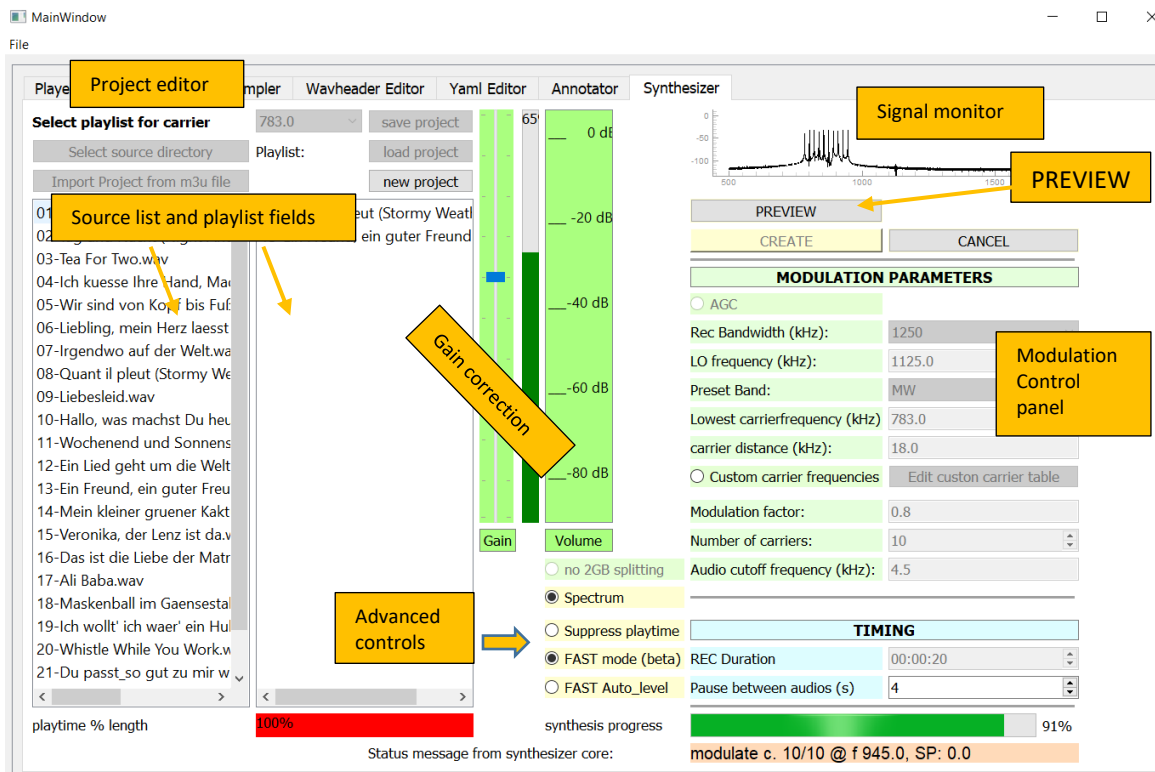 MainWindow
File
Project editor
Playe
mpler
Wavheader Editor
Yaml Editor
Annotator
Synthesizer
Select playlist for carrier
783.0
save project
Select source directory
Playlist:
load project
Import Project from m3u file
new project
Source list and playlist fields
01
eut (Stormy Weatl
02
ein guter Freund
03-Tea For Two.wav
04-Ich kuesse Ihre Hand, Ma
05-Wir sind von Kopf bis Fuß
06-Liebling, mein Herz laesst
07-Irgendwo auf der Welt.wa
08-Quant il pleut (Stormy We
09-Liebesleid.wav
10-Hallo, was machst Du heu
11-Wochenend und Sonnens
12-Ein Lied geht um die Welt
13-Ein Freund, ein guter Freu
14-Mein kleiner gruener Kakt
15-Veronika, der Lenz ist da.v
16-Das ist die Liebe der Matr
17-Ali Baba.wav
18-Maskenball im Gaensestal
19-Ich wollt' ich waer' ein Hul
20-Whistle While You Work.w
21-Du passt_so gut zu mir w
playtime % length
100%
65%
0 dB
-20 dB
-40 dB
-60 dB
-80 dB
Gain correction
Gain
Volume
no 2GB splitting
Spectrum
Advanced
controls
Suppress playtime
FAST mode (beta)
FAST Auto_level
Signal monitor
0
-50
-100
500
1000
1500
PREVIEW
PREVIEW
CREATE
CANCEL
MODULATION PARAMETERS
AGC
Rec Bandwidth (kHz):
1250
LO frequency (kHz):
1125.0
Preset Band:
MW
Modulation
Control
panel
Lowest carrierfrequency (kHz)
783.0
carrier distance (kHz):
18.0
Custom carrier frequencies
Edit custon carrier table
Modulation factor:
0.8
Number of carriers:
10
Audio cutoff frequency (kHz):
4.5
TIMING
REC Duration
00:00:20
Pause between audios (s)
4
synthesis progress
91%
Status message from synthesizer core:
modulate c. 10/10 @ f 945.0, SP: 0.0